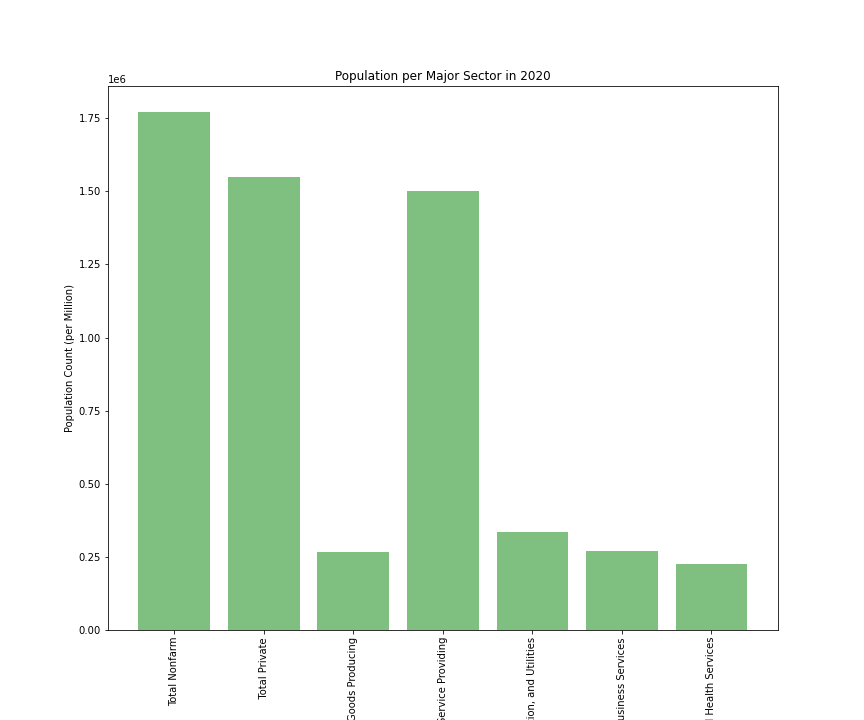 Population per Major Sector in 2020
1e6
Population Count (per Million)
1.75
1.50
1.25
1.00
0.75
0.50
0.25
0.00
Total Nonfarm
Total Private
Goods Producing
Service Providing
and Utilities
Services
Health Services